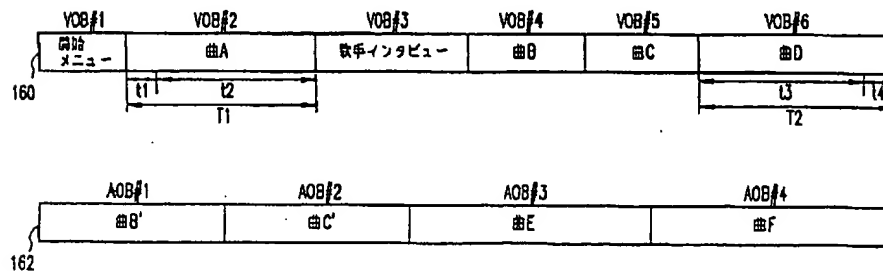 VOB#1 VOB#2 VOB#3 VOB#4 VOB#5 VOB#6
開始
メニュー 曲A 歌手インタビュー 曲B 曲C 曲D
160 t1 t2 t3 t4
T1 T2
AOB#1 AOB#2 AOB#3 AOB#4
曲B' 曲C' 曲E 曲F
162